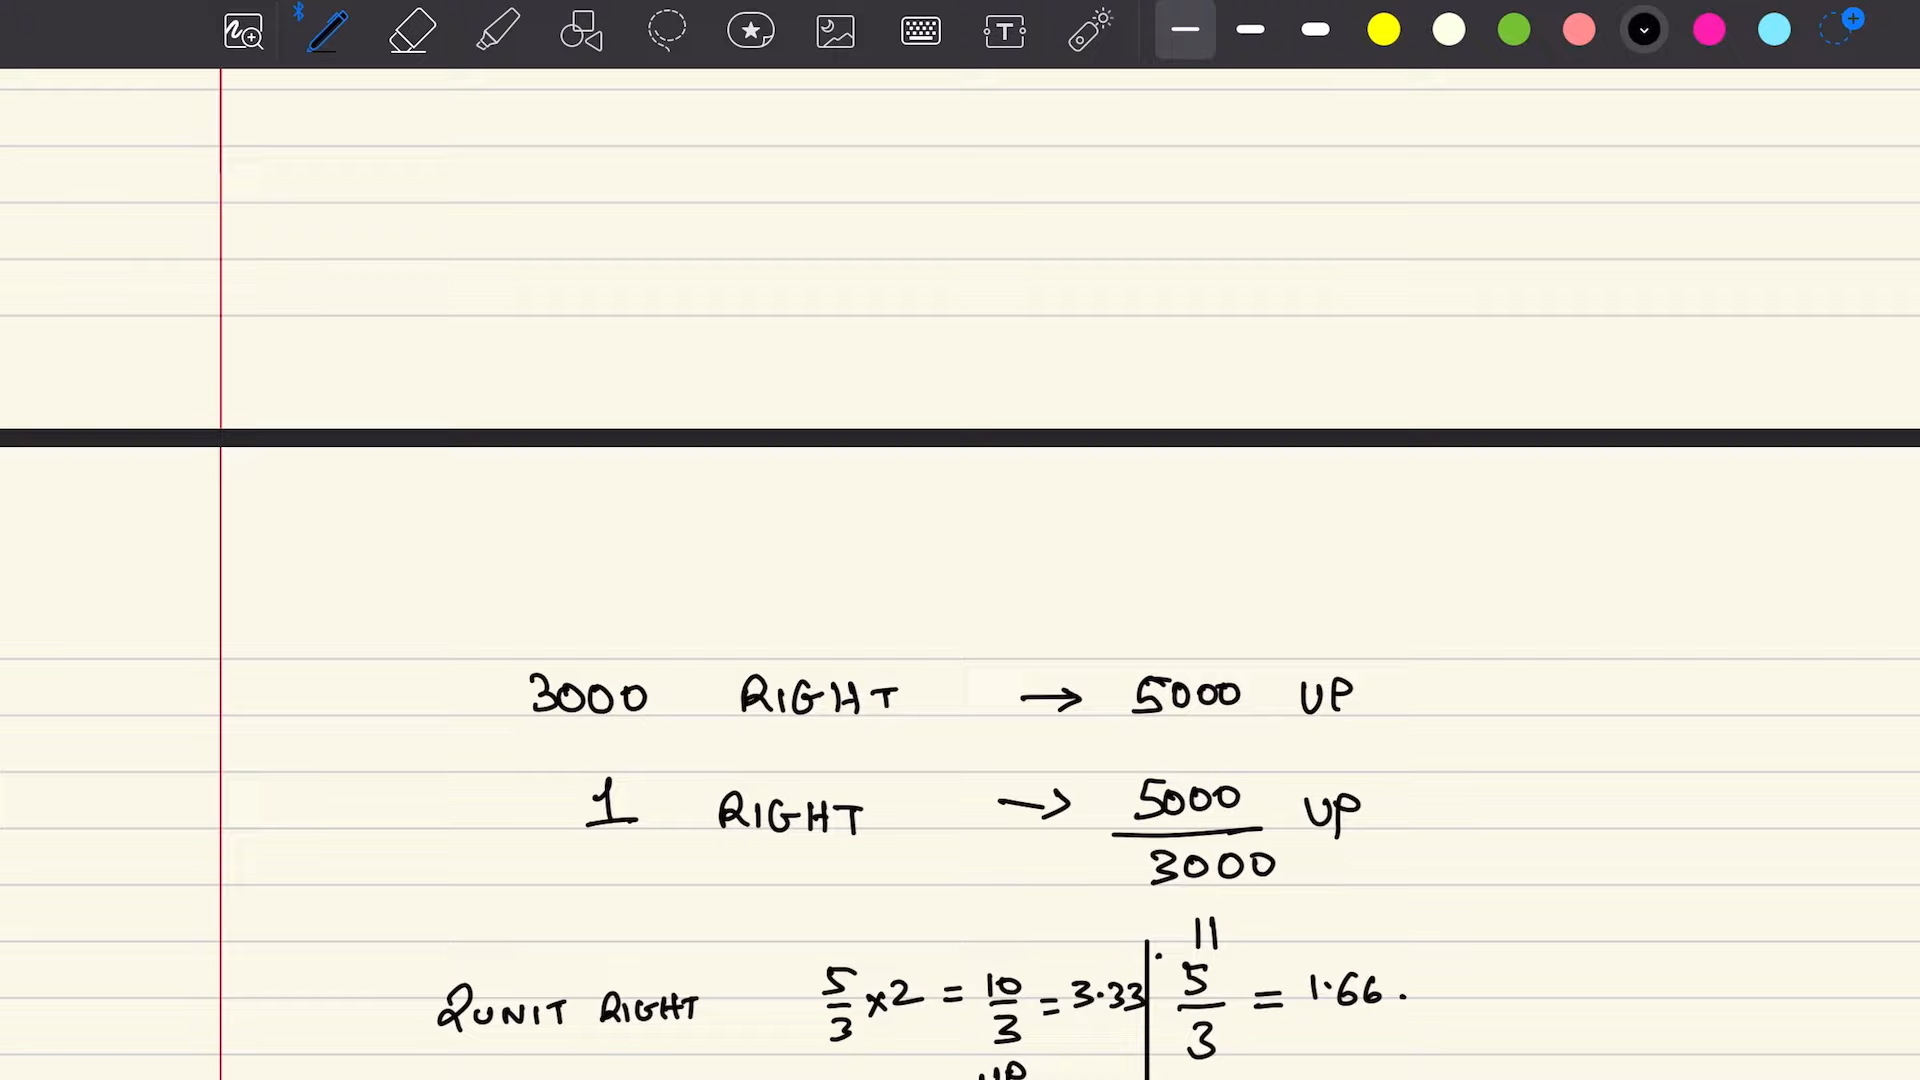 3000 RIGHT → 5000 UP
1 RIGHT → 5000/3000 UP
||
2UNIT RIGHT 5/3 ×2 = 10/3 = 3.33 | 5/3 = 1.66.